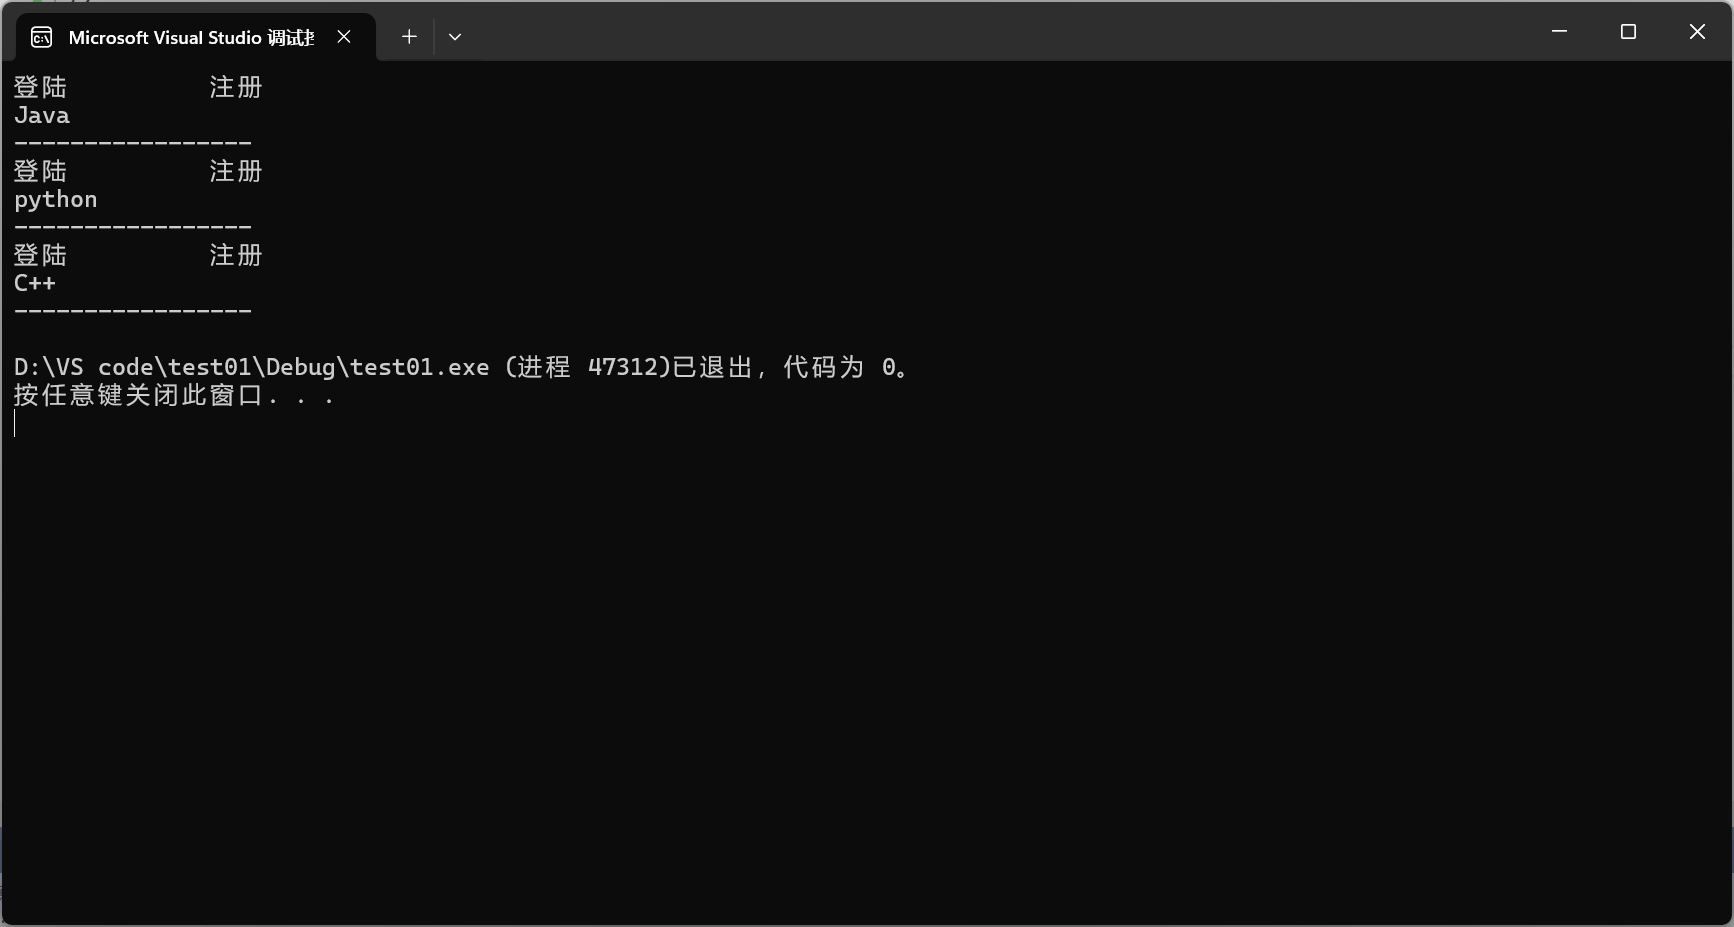 Microsoft Visual Studio 调试
登陆 注册
Java
-----------------
登陆 注册
python
-----------------
登陆 注册
C++
-----------------
D:\VS code\test01\Debug\test01.exe (进程 47312)已退出，代码为 0。
按任意键关闭此窗口. . .